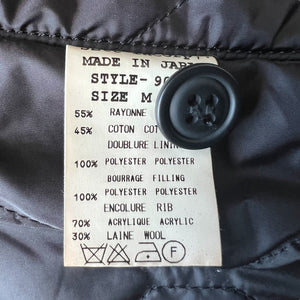 MADE IN JAPAN
STYLE- 90
SIZE M
55% RAYONNE
45% COTON COT
DOUBLURE LININ
100% POLYESTER POLYESTER
BOURRAGE FILLING
100% POLYESTER POLYESTER
ENCOLURE RIB
70% ACRYLIQUE ACRYLIC
30% LAINE WOOL
F